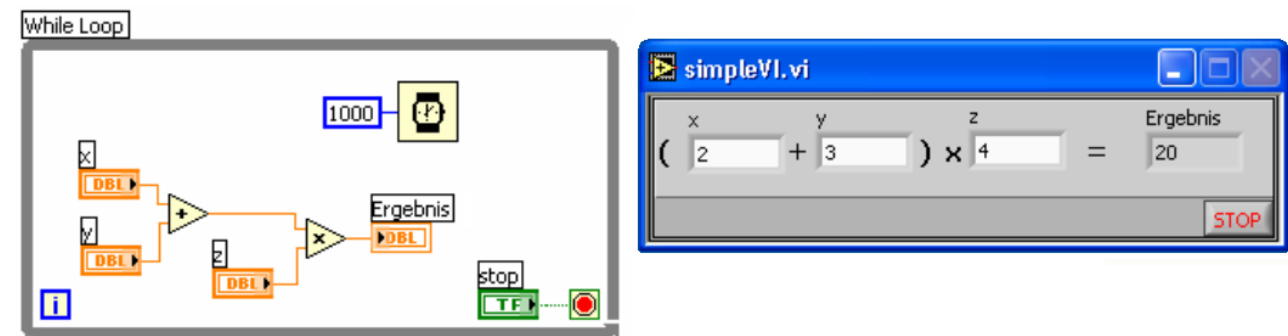 While Loop
1000
x
DBL
y
DBL
+
z
DBL
x
Ergebnis
DBL
stop
TF
i
simpleVI.vi
x y z Ergebnis
( 2 + 3 ) x 4 = 20
STOP